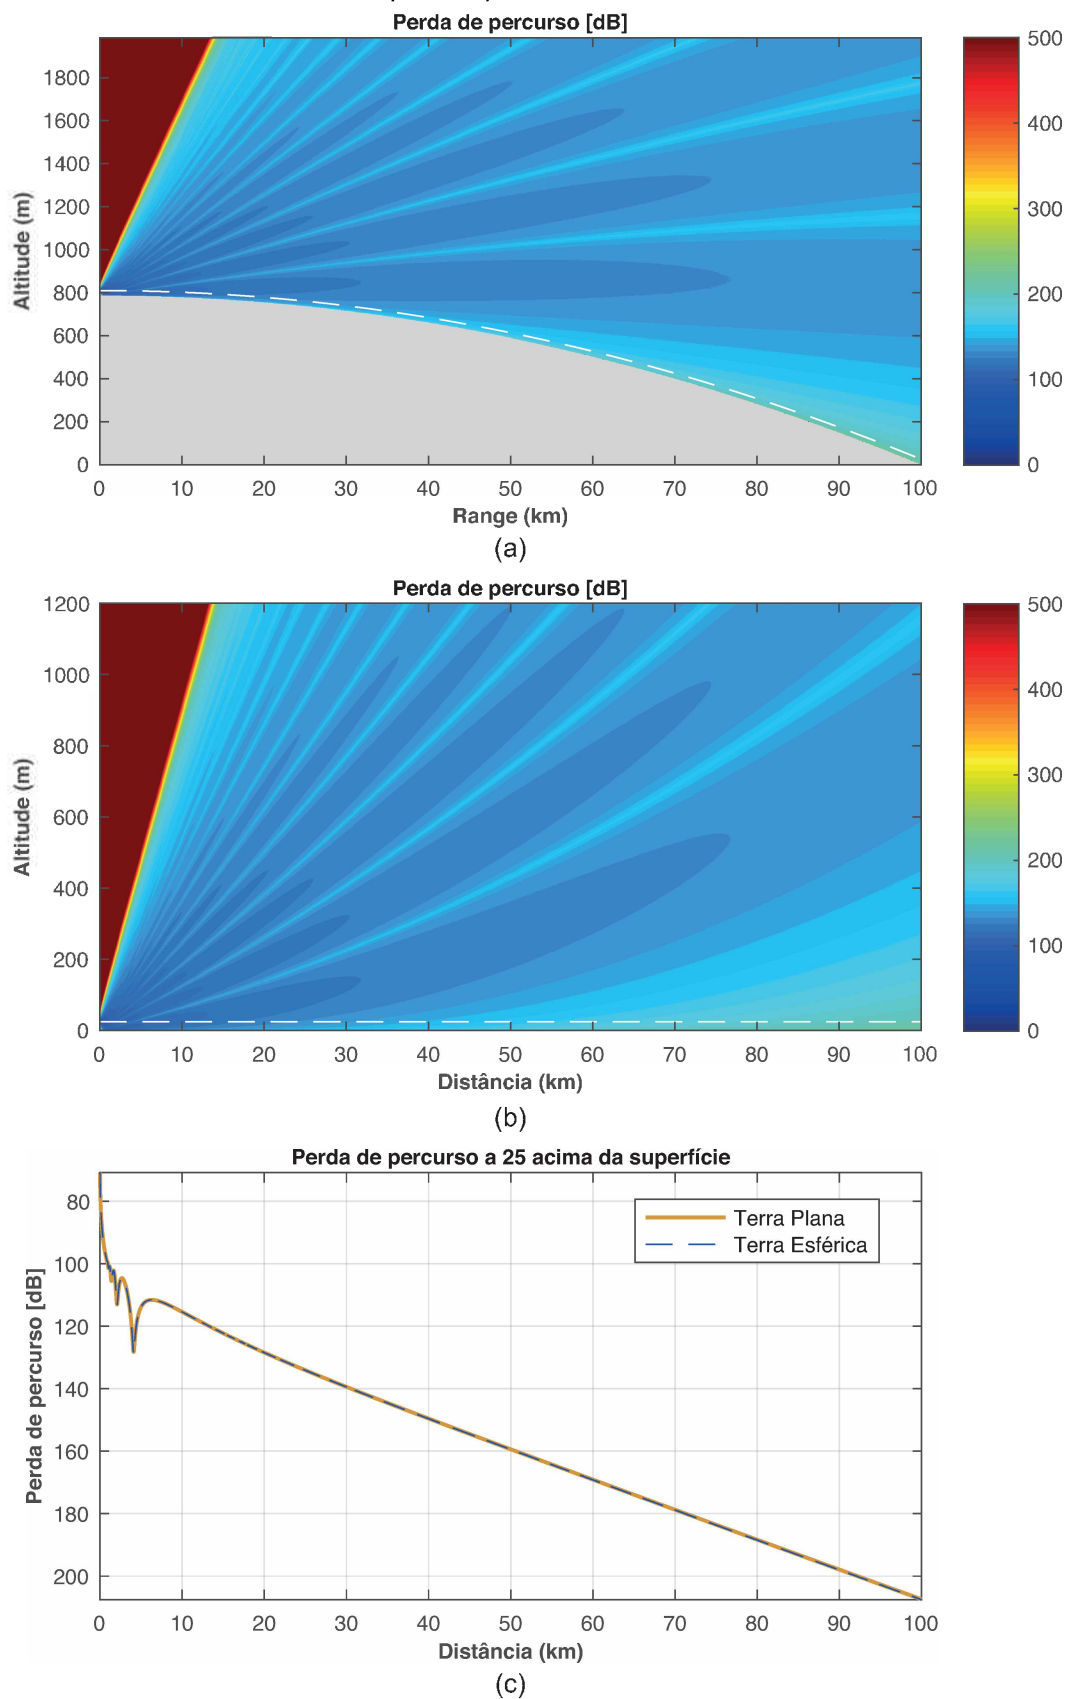 Perda de percurso [dB]
Altitude (m)
1800
1600
1400
1200
1000
800
600
400
200
0
0 10 20 30 40 50 60 70 80 90 100
Range (km)
500
400
300
200
100
0
(a)
Perda de percurso [dB]
Altitude (m)
1200
1000
800
600
400
200
0
0 10 20 30 40 50 60 70 80 90 100
Distância (km)
500
400
300
200
100
0
(b)
Perda de percurso a 25 acima da superfície
Perda de percurso [dB]
80
100
120
140
160
180
200
Terra Plana
Terra Esférica
0 10 20 30 40 50 60 70 80 90 100
Distância (km)
(c)